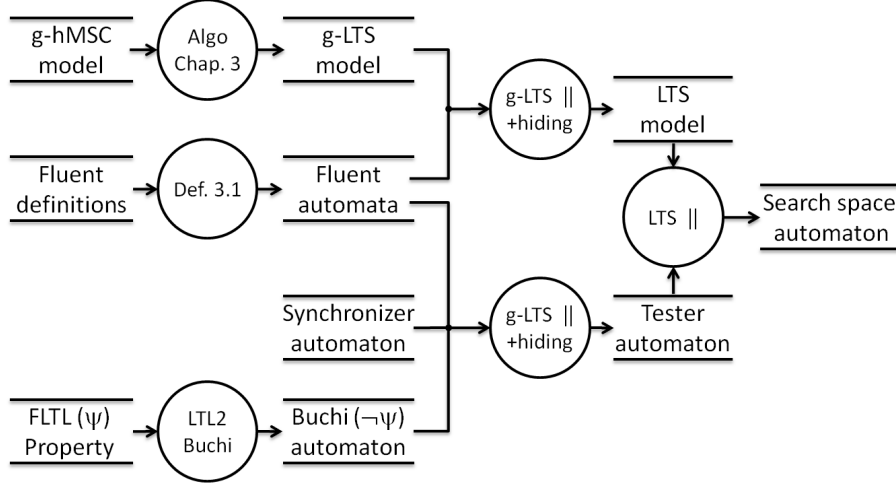 g-hMSC
model
Algo
Chap. 3
g-LTS
model
g-LTS ||
+hiding
LTS
model
Fluent
definitions
Def. 3.1
Fluent
automata
LTS ||
Search space
automaton
Synchronizer
automaton
g-LTS ||
+hiding
Tester
automaton
FLTL (ψ)
Property
LTL2
Buchi
Buchi (¬ψ)
automaton